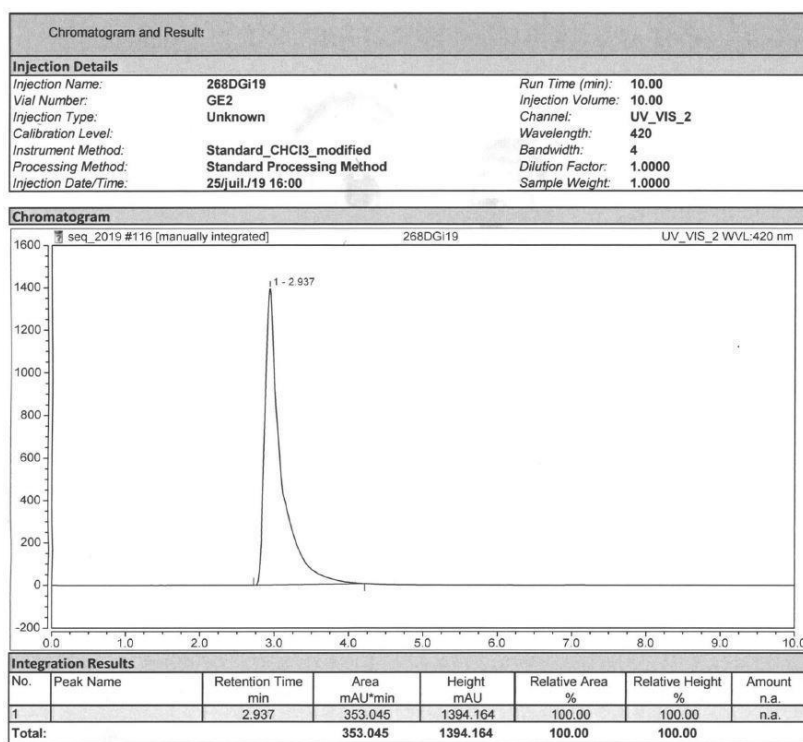 Chromatogram and Results
Injection Details
Injection Name: 268DGi19 Run Time (min): 10.00
Vial Number: GE2 Injection Volume: 10.00
Injection Type: Unknown Channel: UV_VIS_2
Calibration Level: Wavelength: 420
Instrument Method: Standard_CHCl3_modified Bandwidth: 4
Processing Method: Standard Processing Method Dilution Factor: 1.0000
Injection Date/Time: 25/juil./19 16:00 Sample Weight: 1.0000
Chromatogram
seq_2019 #116 [manually integrated] 268DGi19 UV_VIS_2 WVL:420 nm
1600
1 - 2.937
1400
1200
1000
800
600
400
200
0
-200
0.0 1.0 2.0 3.0 4.0 5.0 6.0 7.0 8.0 9.0 10.0
Integration Results
No. Peak Name Retention Time Area Height Relative Area Relative Height Amount
min mAU*min mAU % % n.a.
1 2.937 353.045 1394.164 100.00 100.00 n.a.
Total: 353.045 1394.164 100.00 100.00